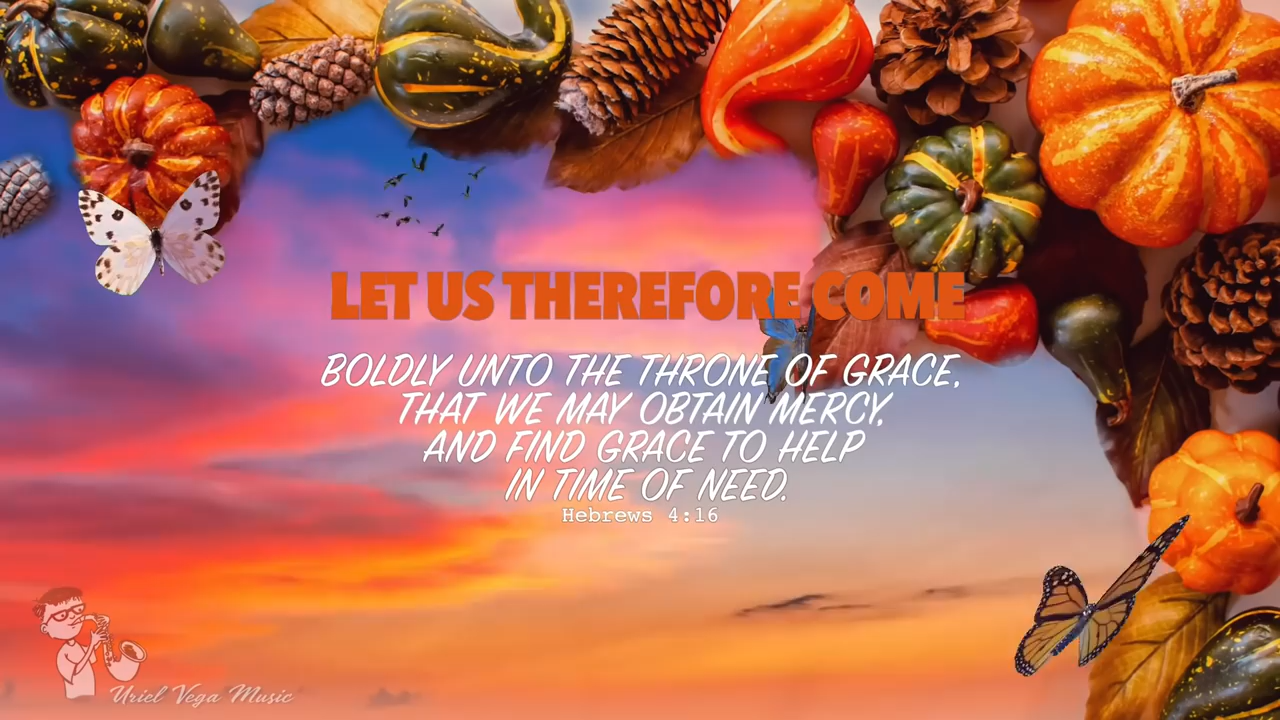 LET US THEREFORE COME
BOLDLY UNTO THE THRONE OF GRACE,
THAT WE MAY OBTAIN MERCY,
AND FIND GRACE TO HELP
IN TIME OF NEED.
Hebrews 4:16
Uriel Vega Music